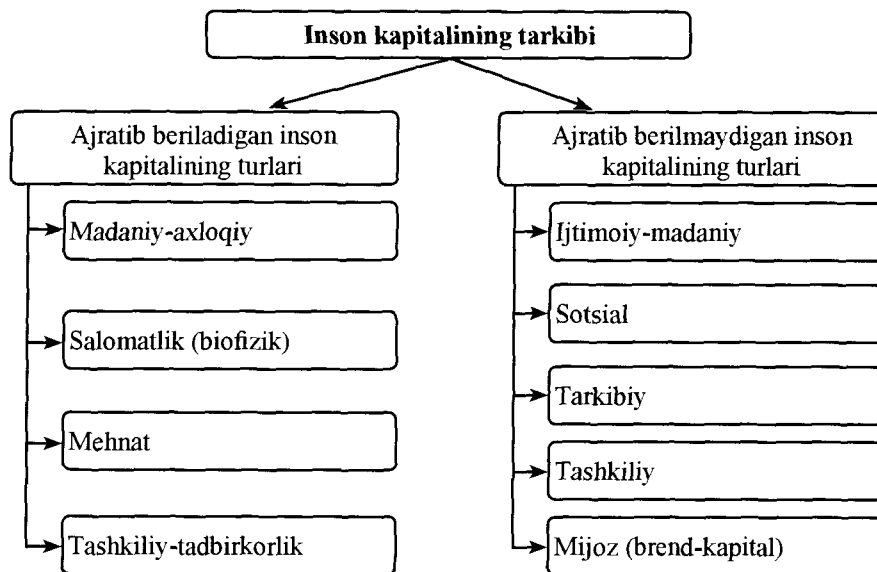 Inson kapitalining tarkibi
Ajratib beriladigan inson
kapitalining turlari
Madaniy-axloqiy
Salomatlik (biofizik)
Mehnat
Tashkiliy-tadbirkorlik
Ajratib berilmaydigan inson
kapitalining turlari
Ijtimoiy-madaniy
Sotsial
Tarkibiy
Tashkiliy
Mijoz (brend-kapital)